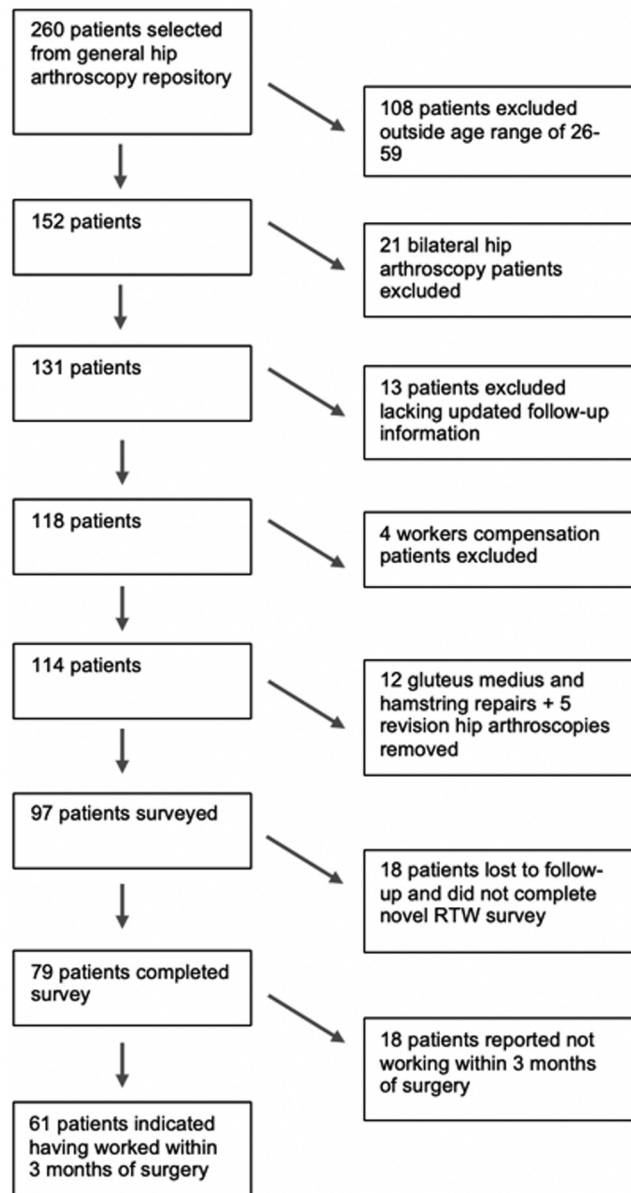 260 patients selected
from general hip
arthroscopy repository
108 patients excluded
outside age range of 26-
59
152 patients
21 bilateral hip
arthroscopy patients
excluded
131 patients
13 patients excluded
lacking updated follow-up
information
118 patients
4 workers compensation
patients excluded
114 patients
12 gluteus medius and
hamstring repairs + 5
revision hip arthroscopies
removed
97 patients surveyed
18 patients lost to follow-
up and did not complete
novel RTW survey
79 patients completed
survey
18 patients reported not
working within 3 months
of surgery
61 patients indicated
having worked within
3 months of surgery